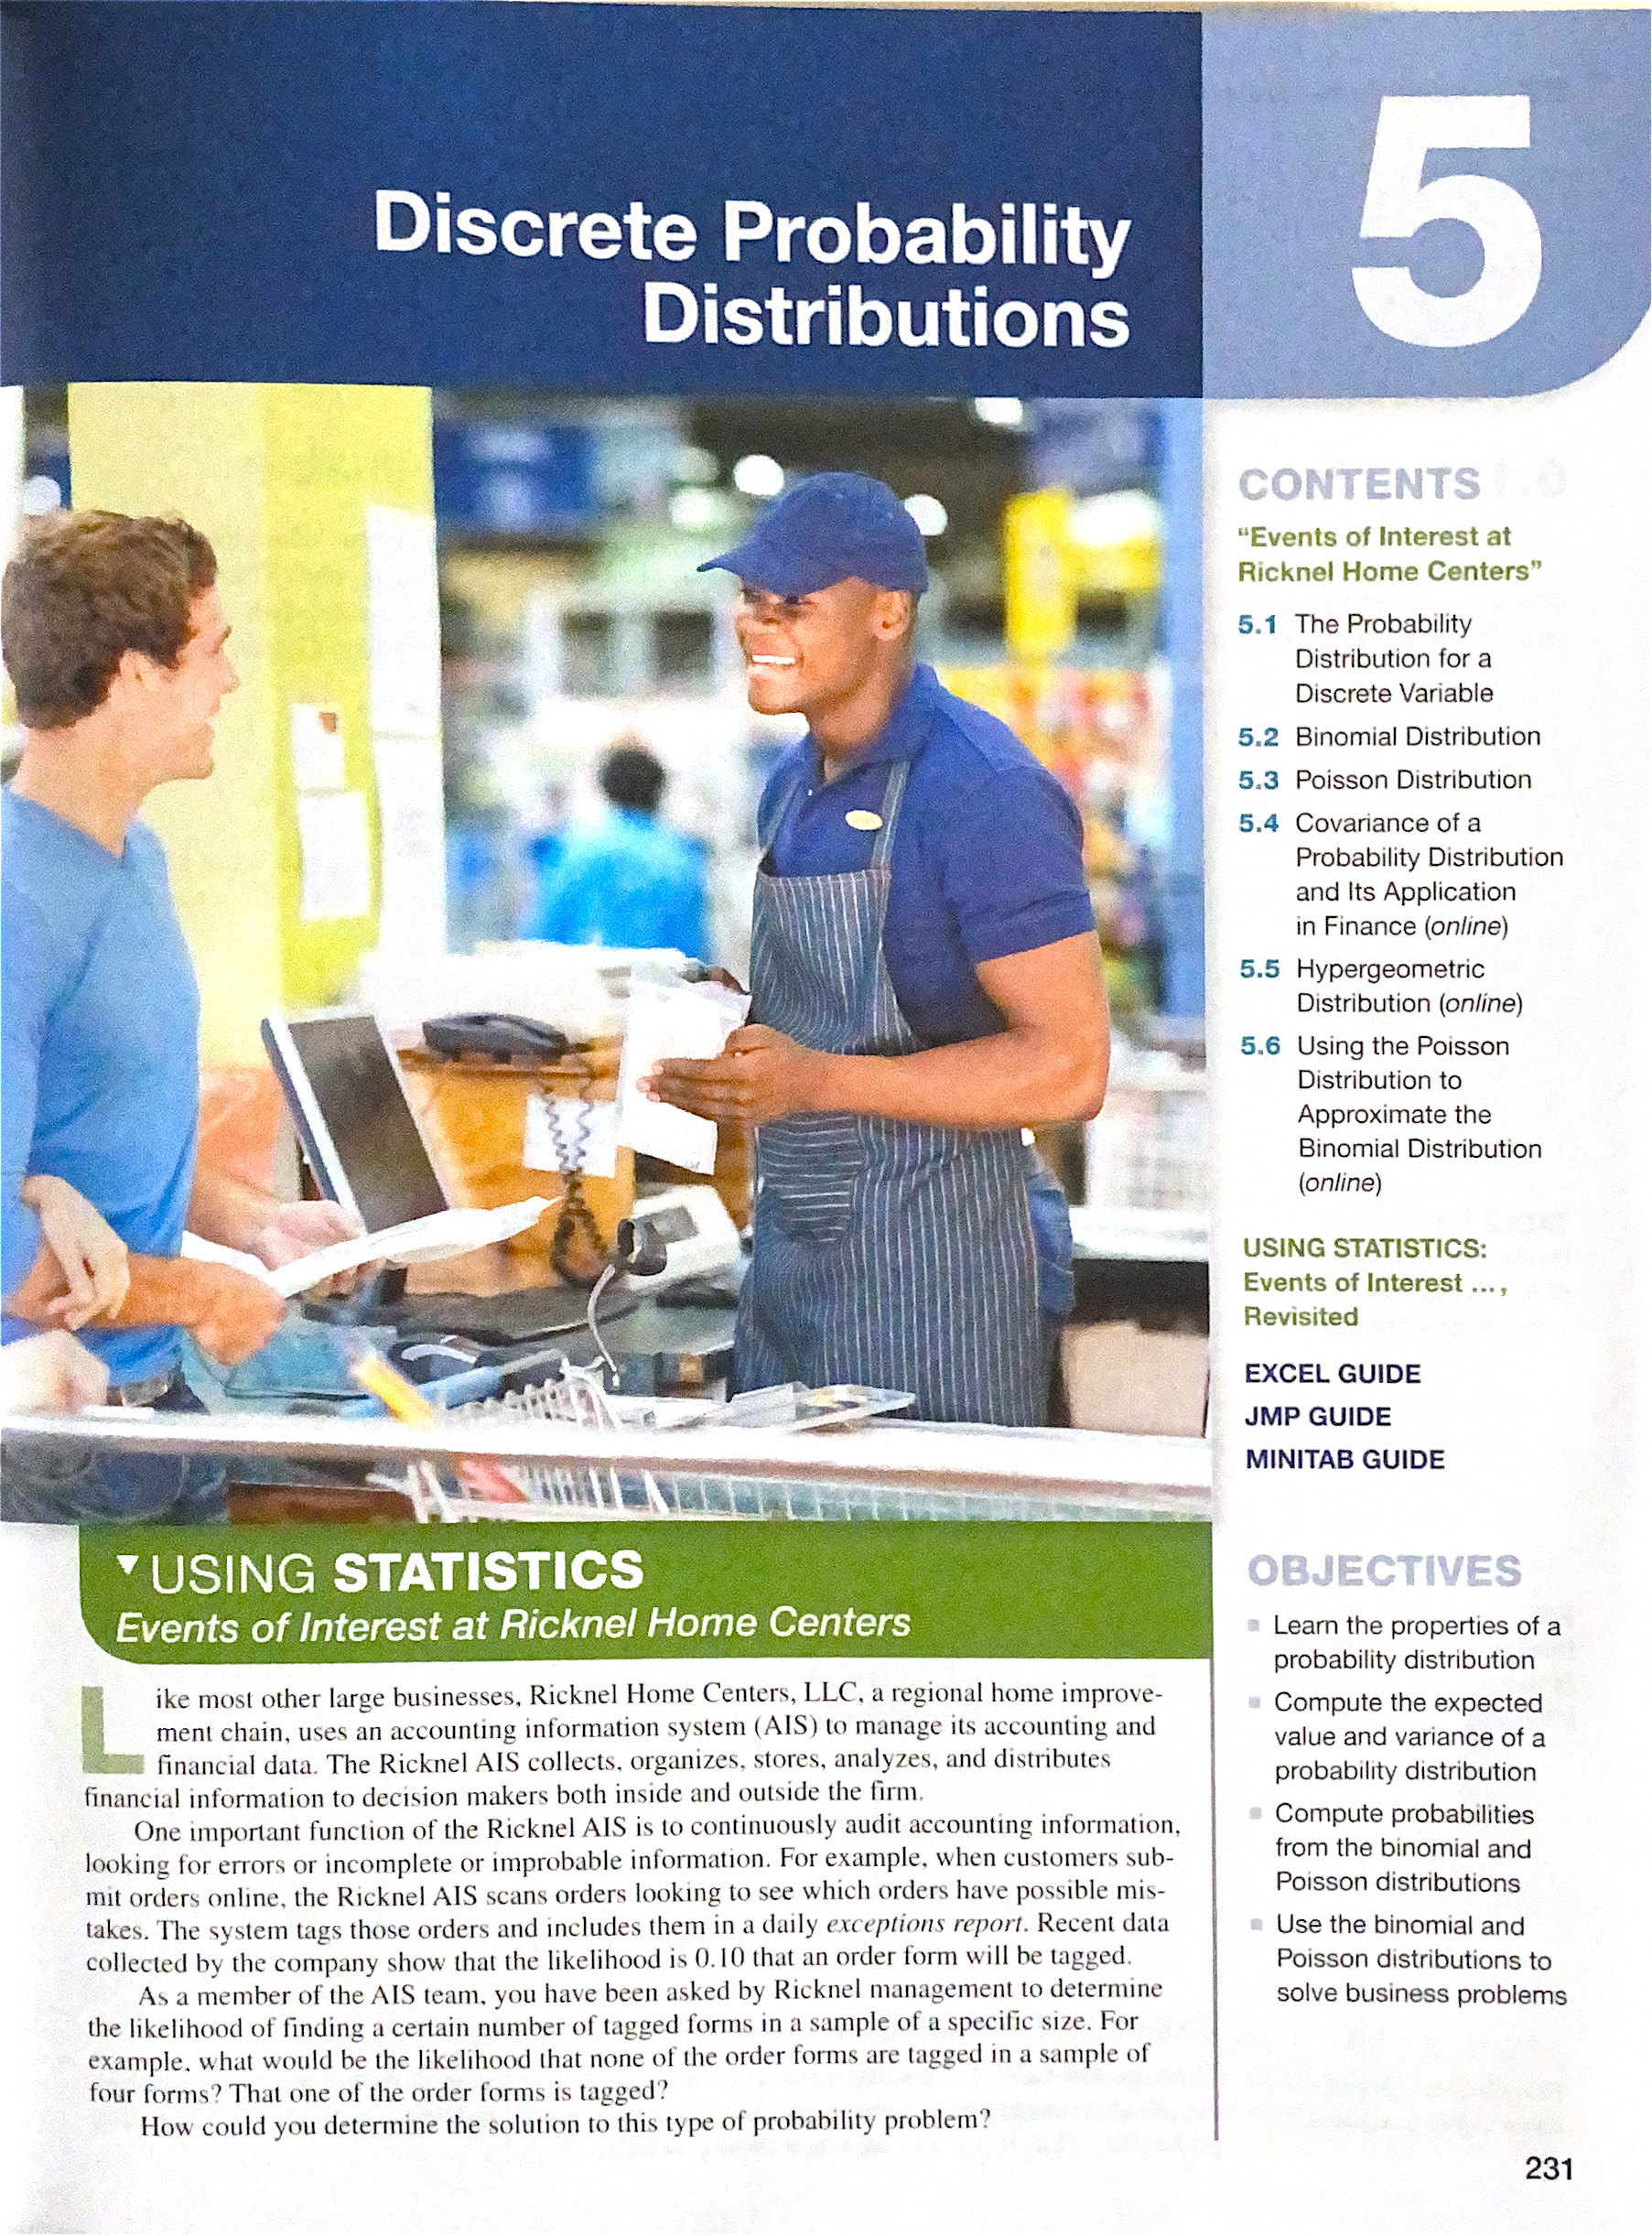 5
Discrete Probability
Distributions
CONTENTS
“Events of Interest at
Ricknel Home Centers”
5.1 The Probability
Distribution for a
Discrete Variable
5.2 Binomial Distribution
5.3 Poisson Distribution
5.4 Covariance of a
Probability Distribution
and Its Application
in Finance (online)
5.5 Hypergeometric
Distribution (online)
5.6 Using the Poisson
Distribution to
Approximate the
Binomial Distribution
(online)
USING STATISTICS:
Events of Interest ... ,
Revisited
EXCEL GUIDE
JMP GUIDE
MINITAB GUIDE
OBJECTIVES
Learn the properties of a
probability distribution
Compute the expected
value and variance of a
probability distribution
Compute probabilities
from the binomial and
Poisson distributions
Use the binomial and
Poisson distributions to
solve business problems
▼ USING STATISTICS
Events of Interest at Ricknel Home Centers
Like most other large businesses, Ricknel Home Centers, LLC, a regional home improve-
ment chain, uses an accounting information system (AIS) to manage its accounting and
financial data. The Ricknel AIS collects, organizes, stores, analyzes, and distributes
financial information to decision makers both inside and outside the firm.
One important function of the Ricknel AIS is to continuously audit accounting information,
looking for errors or incomplete or improbable information. For example, when customers sub-
mit orders online, the Ricknel AIS scans orders looking to see which orders have possible mis-
takes. The system tags those orders and includes them in a daily exceptions report. Recent data
collected by the company show that the likelihood is 0.10 that an order form will be tagged.
As a member of the AIS team, you have been asked by Ricknel management to determine
the likelihood of finding a certain number of tagged forms in a sample of a specific size. For
example, what would be the likelihood that none of the order forms are tagged in a sample of
four forms? That one of the order forms is tagged?
How could you determine the solution to this type of probability problem?
231